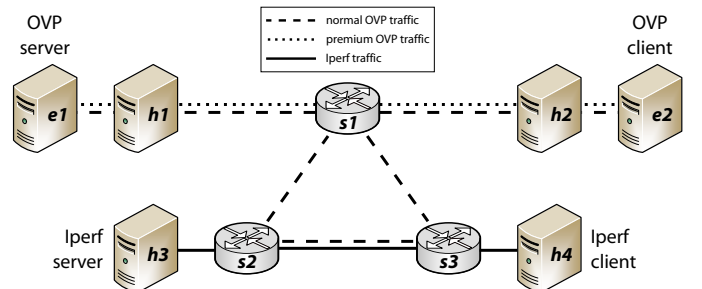 OVP
server
normal OVP traffic
premium OVP traffic
Iperf traffic
OVP
client
e1
h1
s1
h2
e2
Iperf
server
h3
s2
s3
h4
Iperf
client